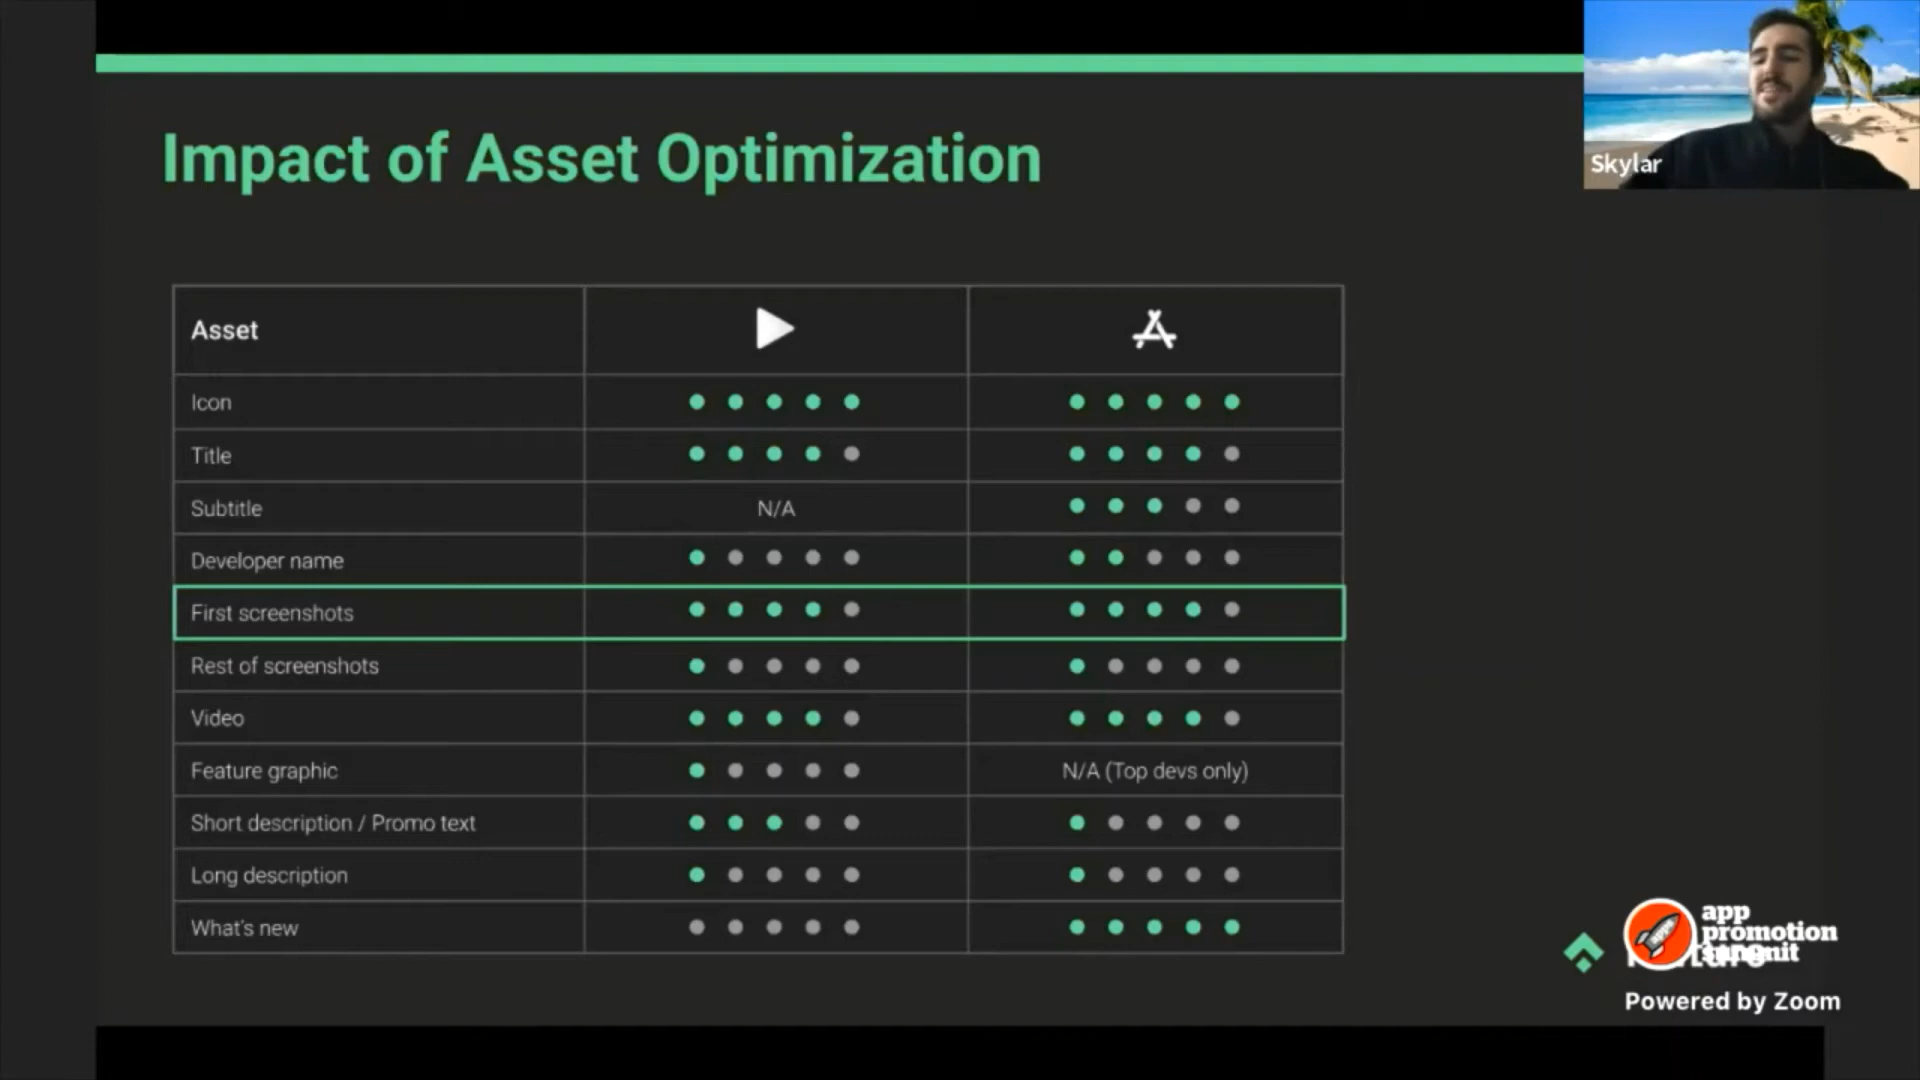 Impact of Asset Optimization
Skylar
Asset
Icon
Title
Subtitle N/A
Developer name
First screenshots
Rest of screenshots
Video
Feature graphic N/A (Top devs only)
Short description / Promo text
Long description
What's new
app
promotion
summit
Powered by Zoom